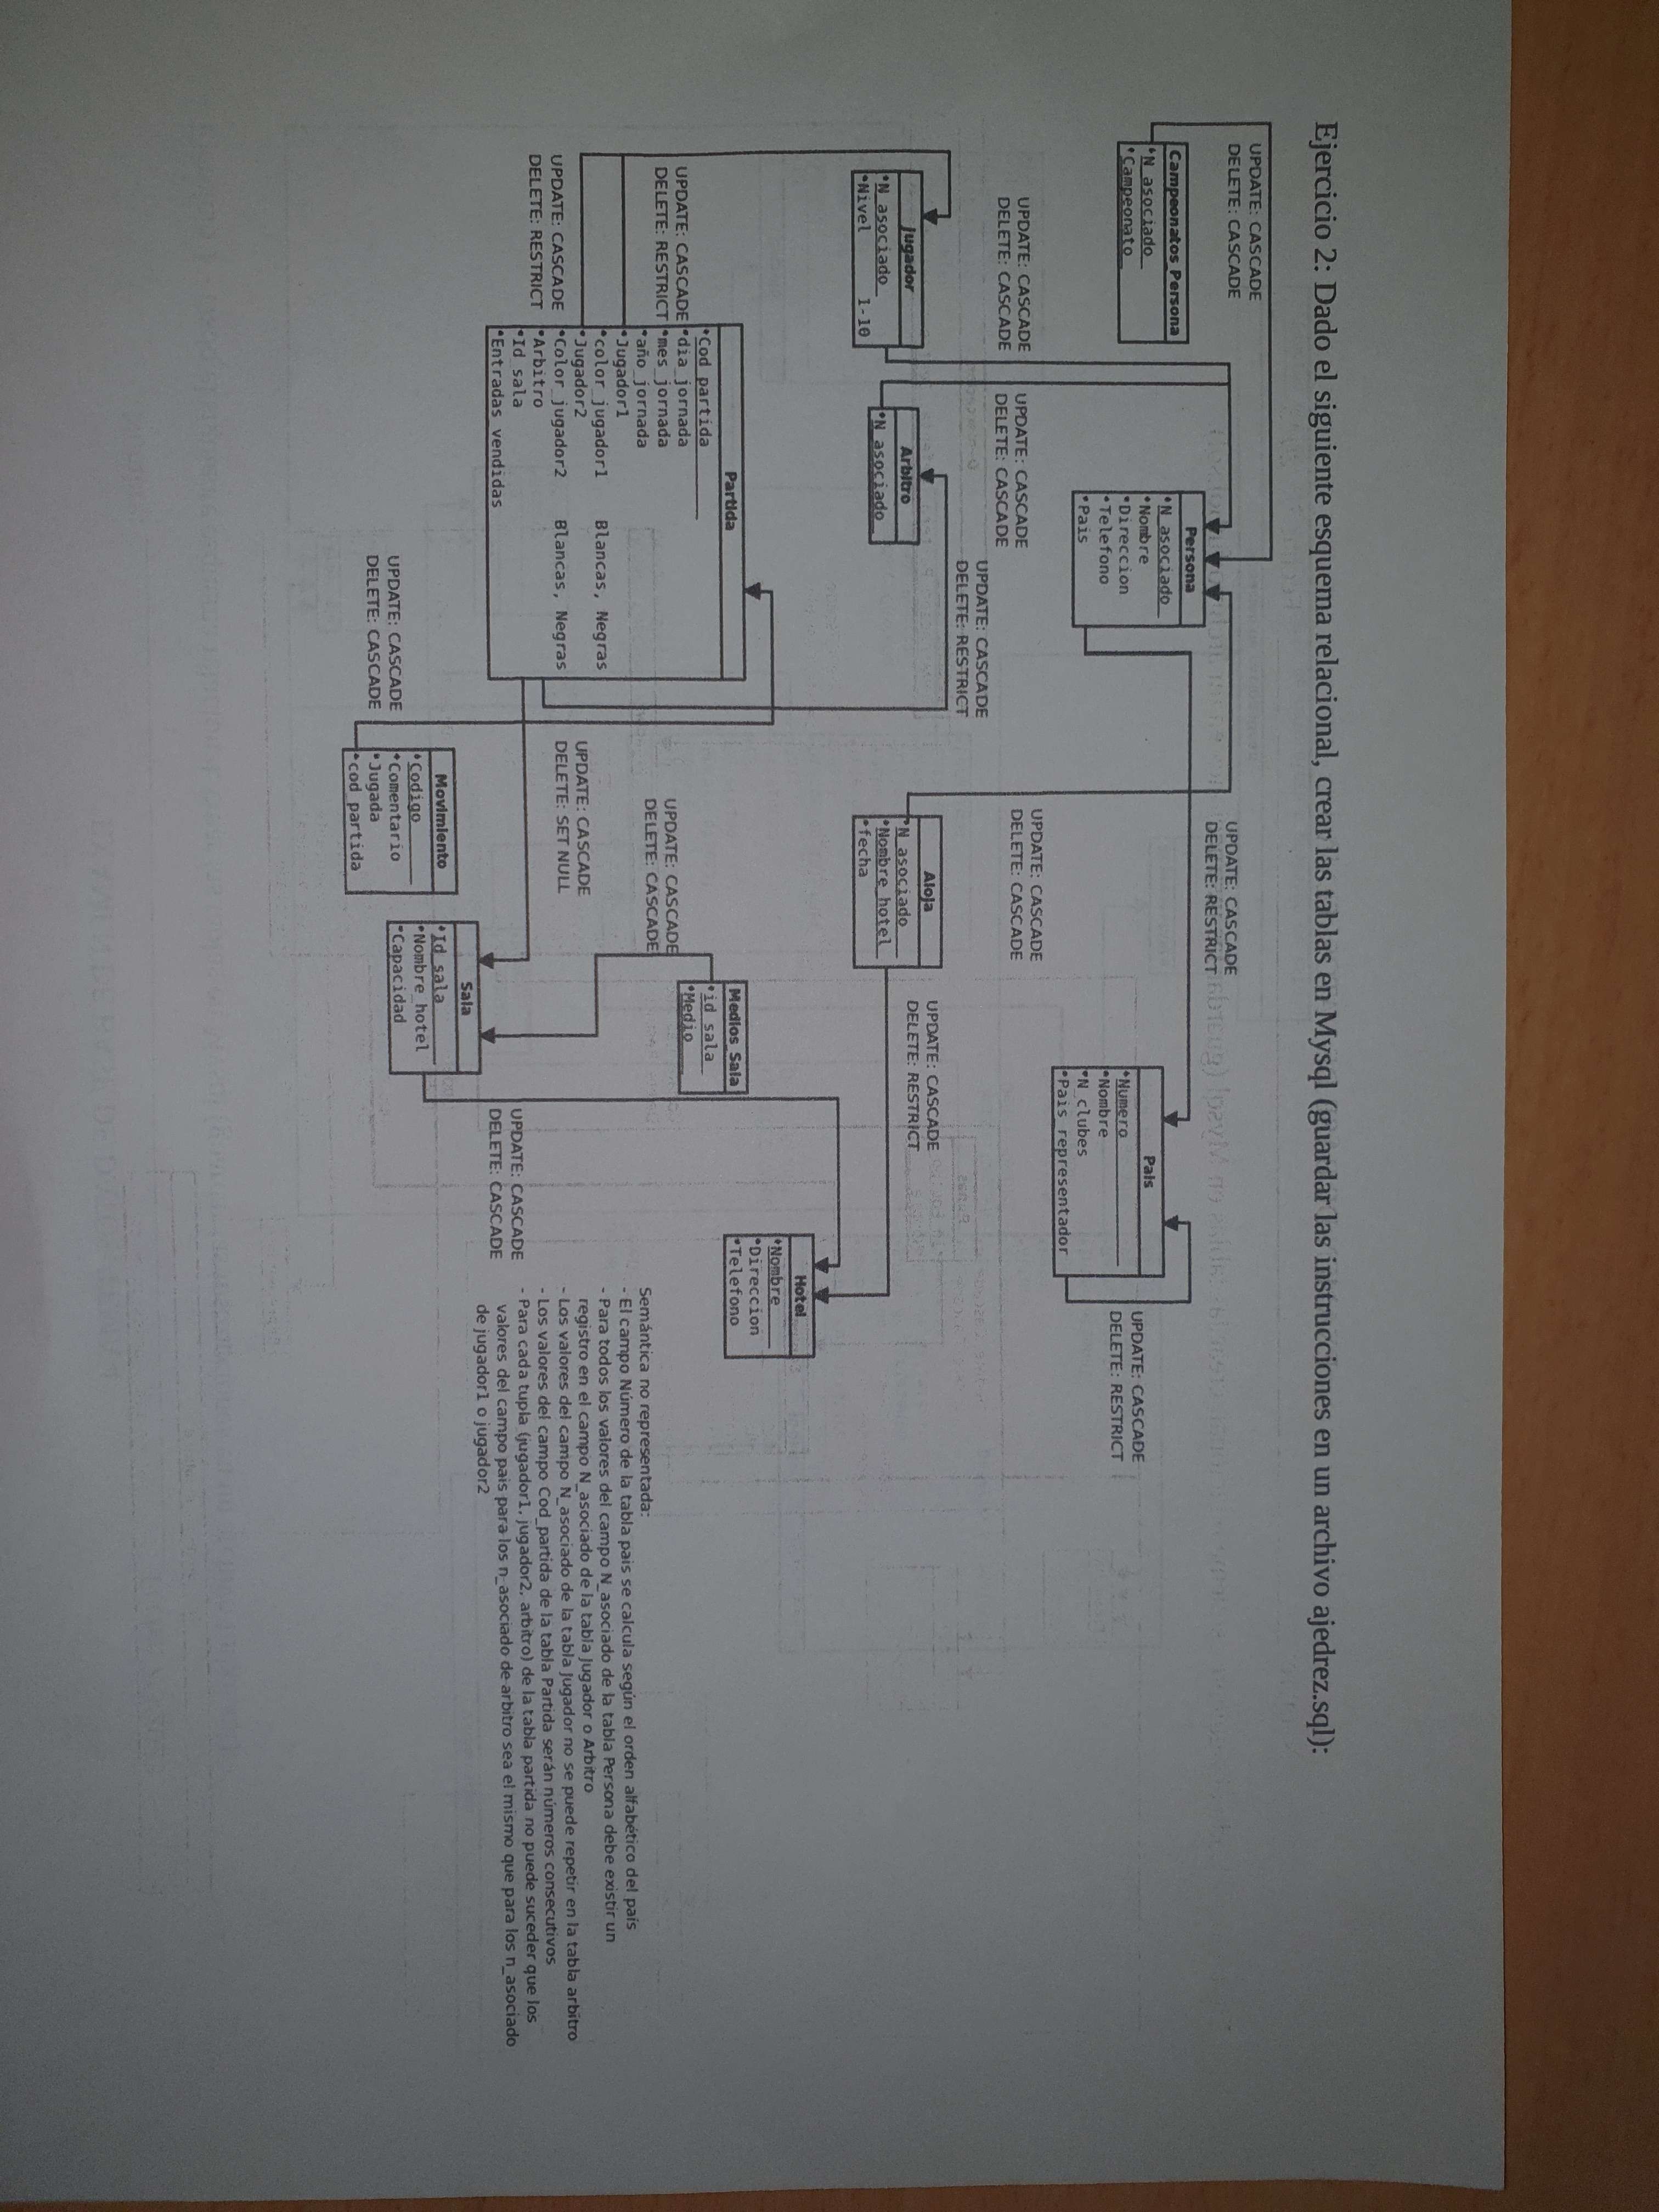 Ejercicio 2: Dado el siguiente esquema relacional, crear las tablas en Mysql (guardar las instrucciones en un archivo ajedrez.sql):
UPDATE: CASCADE
DELETE: CASCADE
Campeonatos Persona
*N_asociado
*Campeonato
Persona
*N_asociado
*Nombre
*Direccion
*Telefono
*Pais
UPDATE: CASCADE
DELETE: RESTRICT
Pais
*Numero
*Nombre
*N_clubes
*Pais_representador
UPDATE: CASCADE
DELETE: RESTRICT
UPDATE: CASCADE
DELETE: CASCADE
UPDATE: CASCADE
DELETE: CASCADE
UPDATE: CASCADE
DELETE: CASCADE
Jugador
*N_asociado
*Nivel 1-10
Arbitro
*N_asociado
UPDATE: CASCADE
DELETE: RESTRICT
Aloja
*N_asociado
*Nombre_hotel
*fecha
UPDATE: CASCADE
DELETE: RESTRICT
Hotel
*Nombre
*Direccion
*Telefono
UPDATE: CASCADE
DELETE: RESTRICT
UPDATE: CASCADE
DELETE: RESTRICT
Partida
*Cod_partida
*dia_jornada
*mes_jornada
*año_jornada
*Jugador1
*color_jugador1 Blancas, Negras
*Jugador2
*Color_jugador2 Blancas, Negras
*Arbitro
*Id_sala
*Entradas vendidas
Medios Sala
*id_sala
*Medio
UPDATE: CASCADE
DELETE: CASCADE
UPDATE: CASCADE
DELETE: SET NULL
UPDATE: CASCADE
DELETE: CASCADE
Movimiento
*Codigo
*Comentario
*Jugada
*cod_partida
Sala
*Id_sala
*Nombre_hotel
*Capacidad
UPDATE: CASCADE
DELETE: CASCADE
Semántica no representada:
- El campo Número de la tabla pais se calcula según el orden alfabético del país
- Para todos los valores del campo N_asociado de la tabla Persona debe existir un
registro en el campo N_asociado de la tabla Jugador o Arbitro
- Los valores del campo N_asociado de la tabla Jugador no se puede repetir en la tabla arbitro
- Los valores del campo Cod_partida de la tabla Partida serán números consecutivos
- Para cada tupla (jugador1, jugador2, arbitro) de la tabla partida no puede suceder que los
valores del campo pais para los n_asociado de arbitro sea el mismo que para los n_asociado
de jugador1 o jugador2